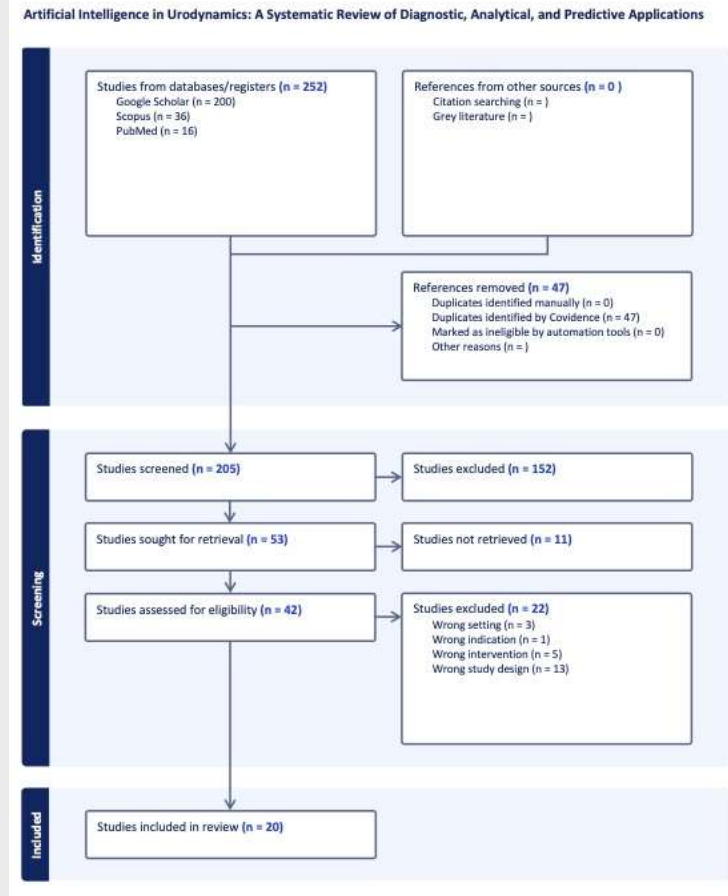 Artificial Intelligence in Urodynamics: A Systematic Review of Diagnostic, Analytical, and Predictive Applications
Identification
Studies from databases/registers (n = 252)
Google Scholar (n = 200)
Scopus (n = 36)
PubMed (n = 16)
References from other sources (n = 0 )
Citation searching (n = )
Grey literature (n = )
References removed (n = 47)
Duplicates identified manually (n = 0)
Duplicates identified by Covidence (n = 47)
Marked as ineligible by automation tools (n = 0)
Other reasons (n = )
Screening
Studies screened (n = 205)
Studies excluded (n = 152)
Studies sought for retrieval (n = 53)
Studies not retrieved (n = 11)
Studies assessed for eligibility (n = 42)
Studies excluded (n = 22)
Wrong setting (n = 3)
Wrong indication (n = 1)
Wrong intervention (n = 5)
Wrong study design (n = 13)
Included
Studies included in review (n = 20)